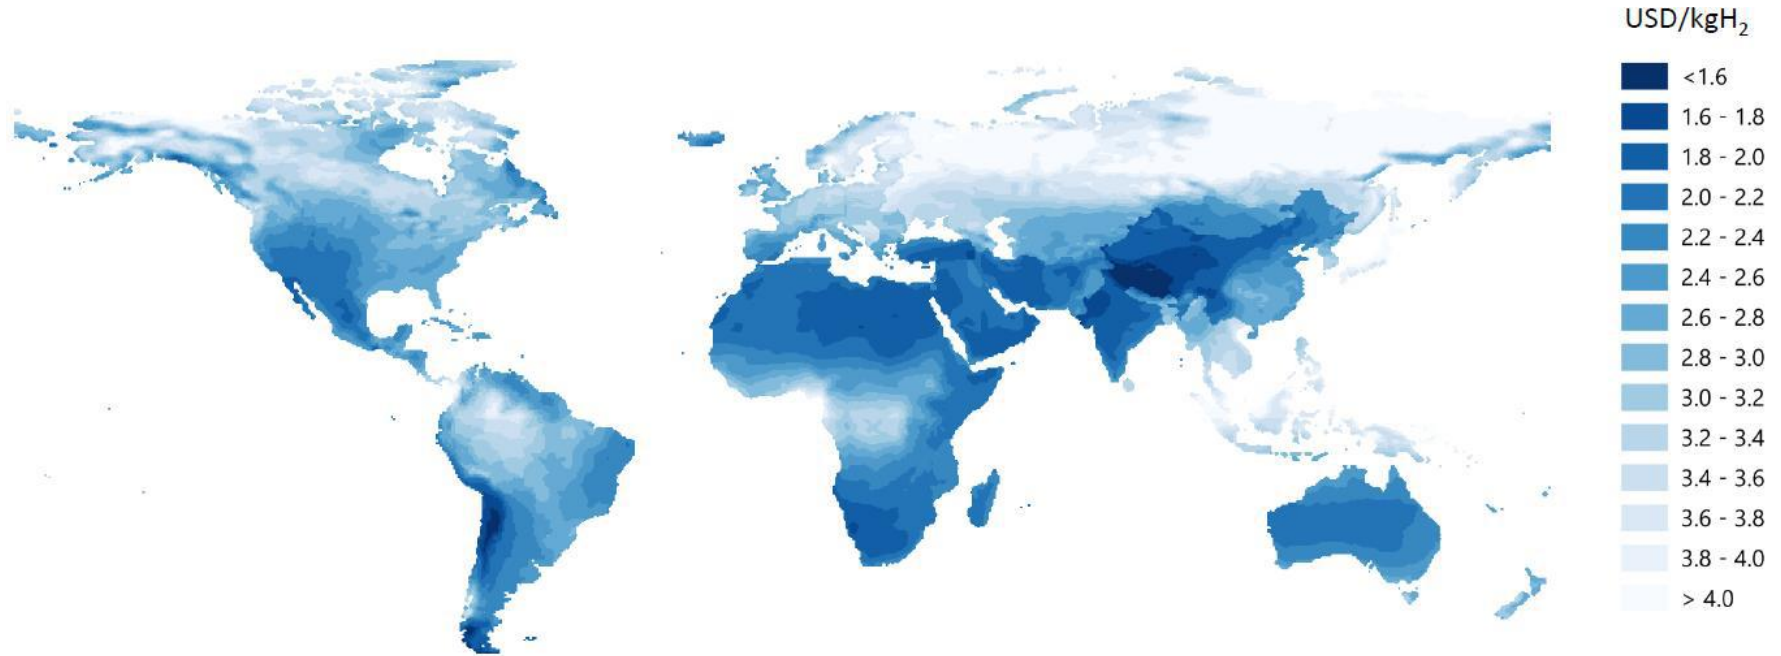 USD/kgH₂
<1.6
1.6 - 1.8
1.8 - 2.0
2.0 - 2.2
2.2 - 2.4
2.4 - 2.6
2.6 - 2.8
2.8 - 3.0
3.0 - 3.2
3.2 - 3.4
3.4 - 3.6
3.6 - 3.8
3.8 - 4.0
> 4.0